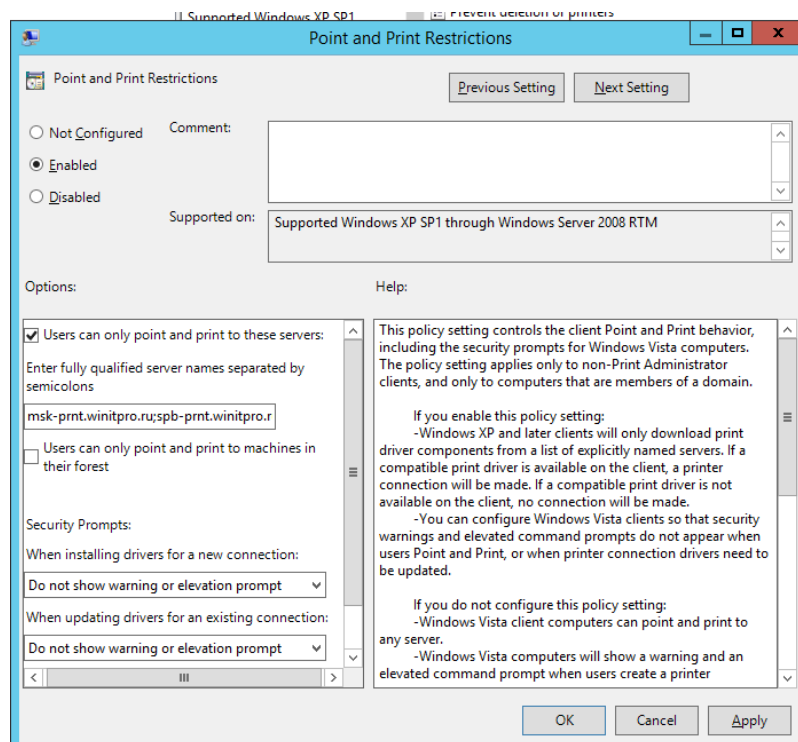 Supported Windows XP SP1
Prevent deletion of printers
Point and Print Restrictions
Point and Print Restrictions
Previous Setting
Next Setting
Not Configured
Comment:
Enabled
Disabled
Supported on:
Supported Windows XP SP1 through Windows Server 2008 RTM
Options:
Help:
Users can only point and print to these servers:
Enter fully qualified server names separated by
semicolons
msk-prnt.winitpro.ru;spb-prnt.winitpro.r
Users can only point and print to machines in
their forest
Security Prompts:
When installing drivers for a new connection:
Do not show warning or elevation prompt
When updating drivers for an existing connection:
Do not show warning or elevation prompt
This policy setting controls the client Point and Print behavior,
including the security prompts for Windows Vista computers.
The policy setting applies only to non-Print Administrator
clients, and only to computers that are members of a domain.
If you enable this policy setting:
-Windows XP and later clients will only download print
driver components from a list of explicitly named servers. If a
compatible print driver is available on the client, a printer
connection will be made. If a compatible print driver is not
available on the client, no connection will be made.
-You can configure Windows Vista clients so that security
warnings and elevated command prompts do not appear when
users Point and Print, or when printer connection drivers need to
be updated.
If you do not configure this policy setting:
-Windows Vista client computers can point and print to
any server.
-Windows Vista computers will show a warning and an
elevated command prompt when users create a printer
OK
Cancel
Apply